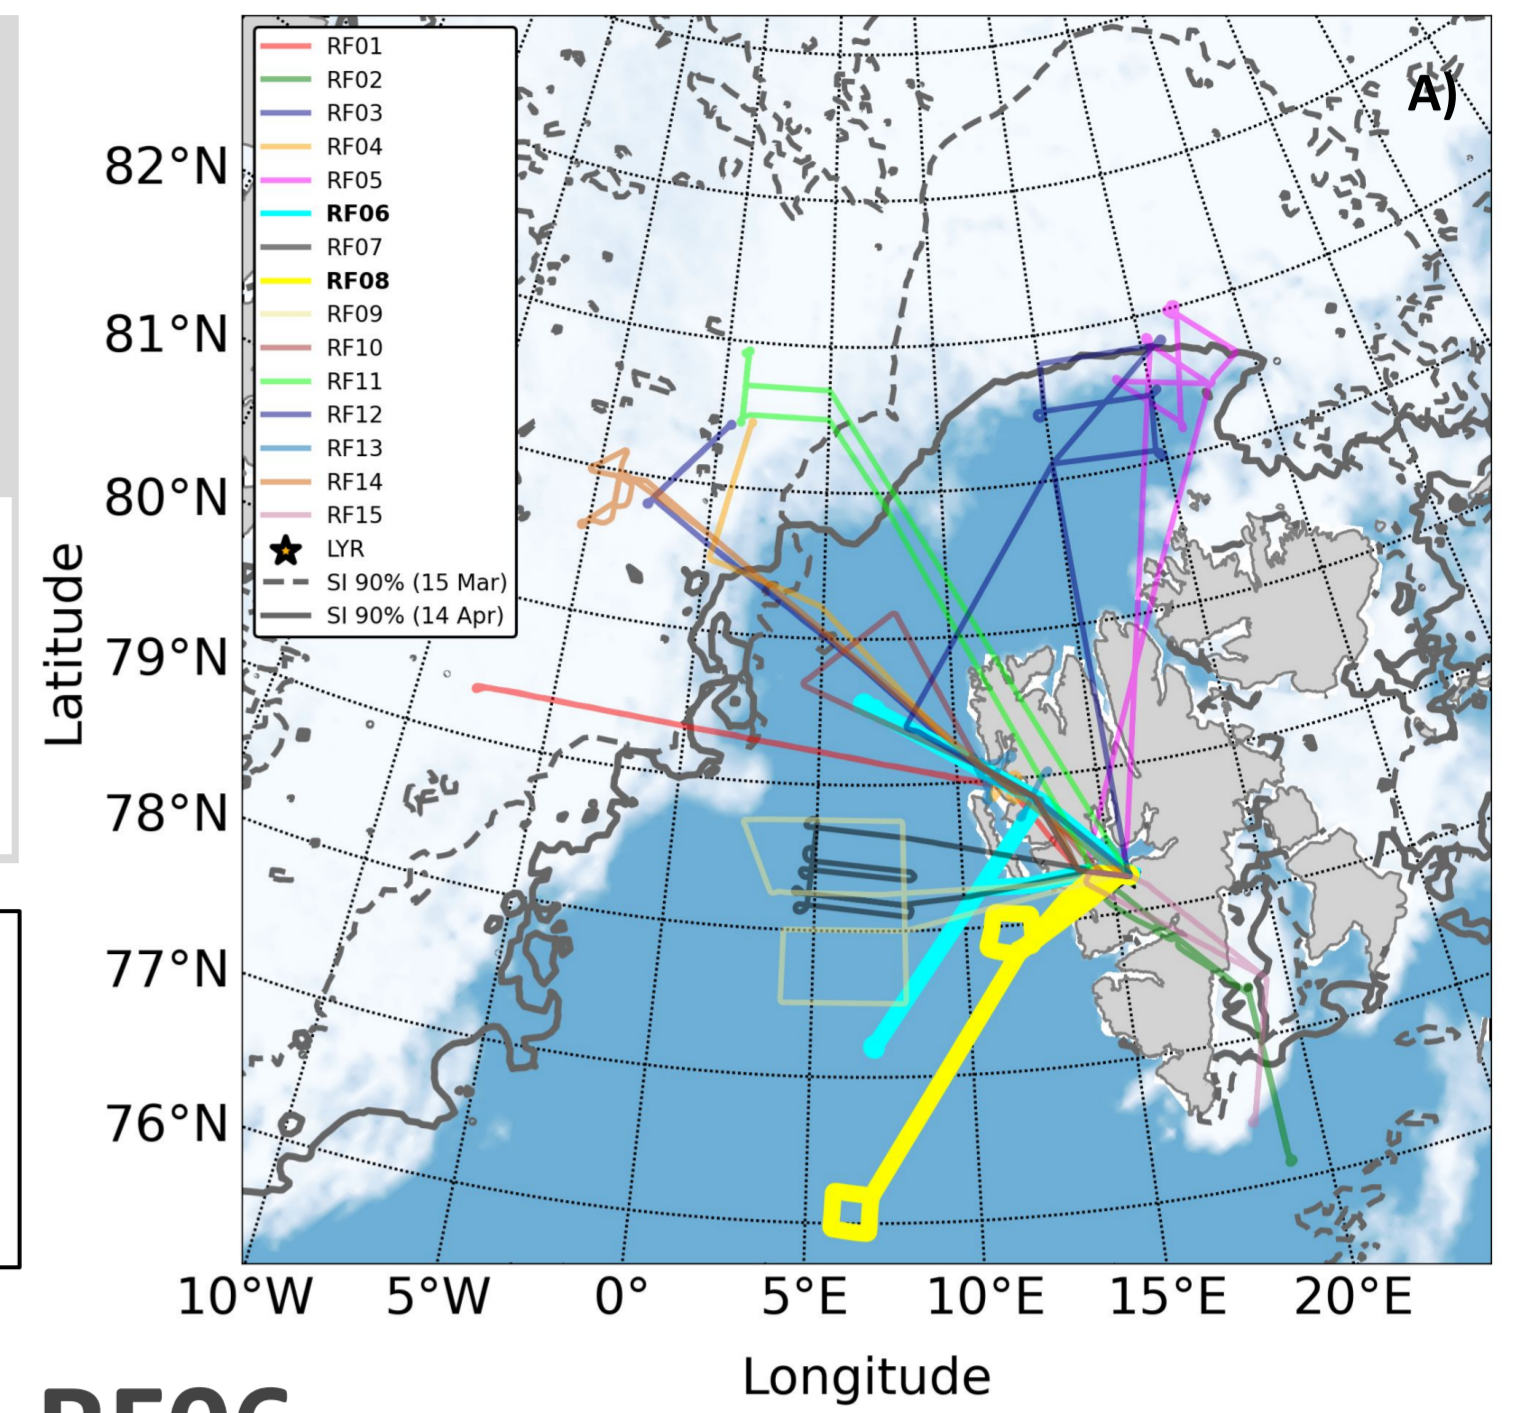 A)
RF01
RF02
RF03
RF04
RF05
RF06
RF07
RF08
RF09
RF10
RF11
RF12
RF13
RF14
RF15
LYR
SI 90% (15 Mar)
SI 90% (14 Apr)
82°N
81°N
80°N
79°N
78°N
77°N
76°N
Latitude
10°W 5°W 0° 5°E 10°E 15°E 20°E
Longitude